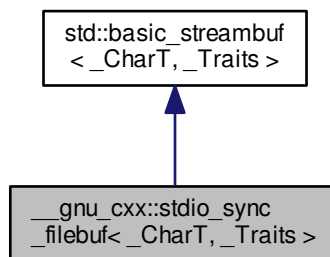 std::basic_streambuf
< _CharT, _Traits >
__gnu_cxx::stdio_sync
_filebuf< _CharT, _Traits >